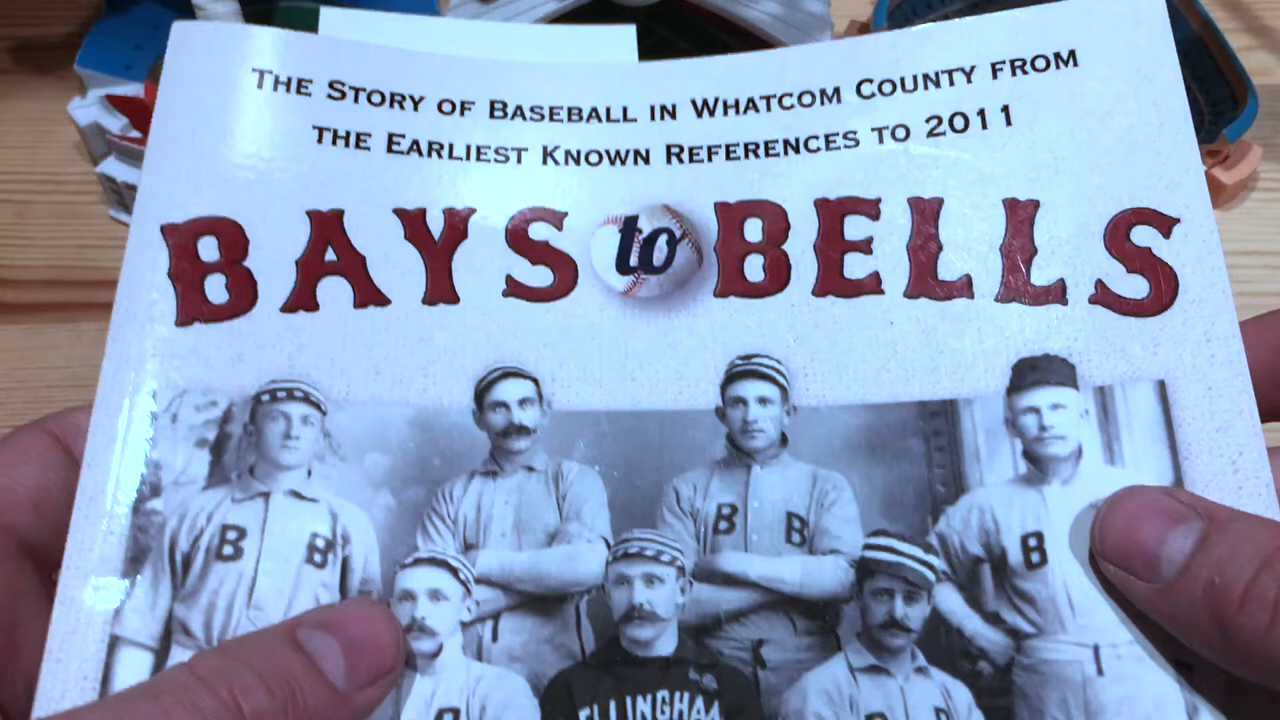 THE STORY OF BASEBALL IN WHATCOM COUNTY FROM
THE EARLIEST KNOWN REFERENCES TO 2011
BAYS to BELLS
B B
B B
B
ELLINGHA
B B